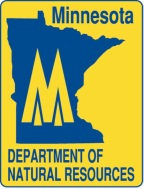 Minnesota
M
DEPARTMENT OF
NATURAL RESOURCES